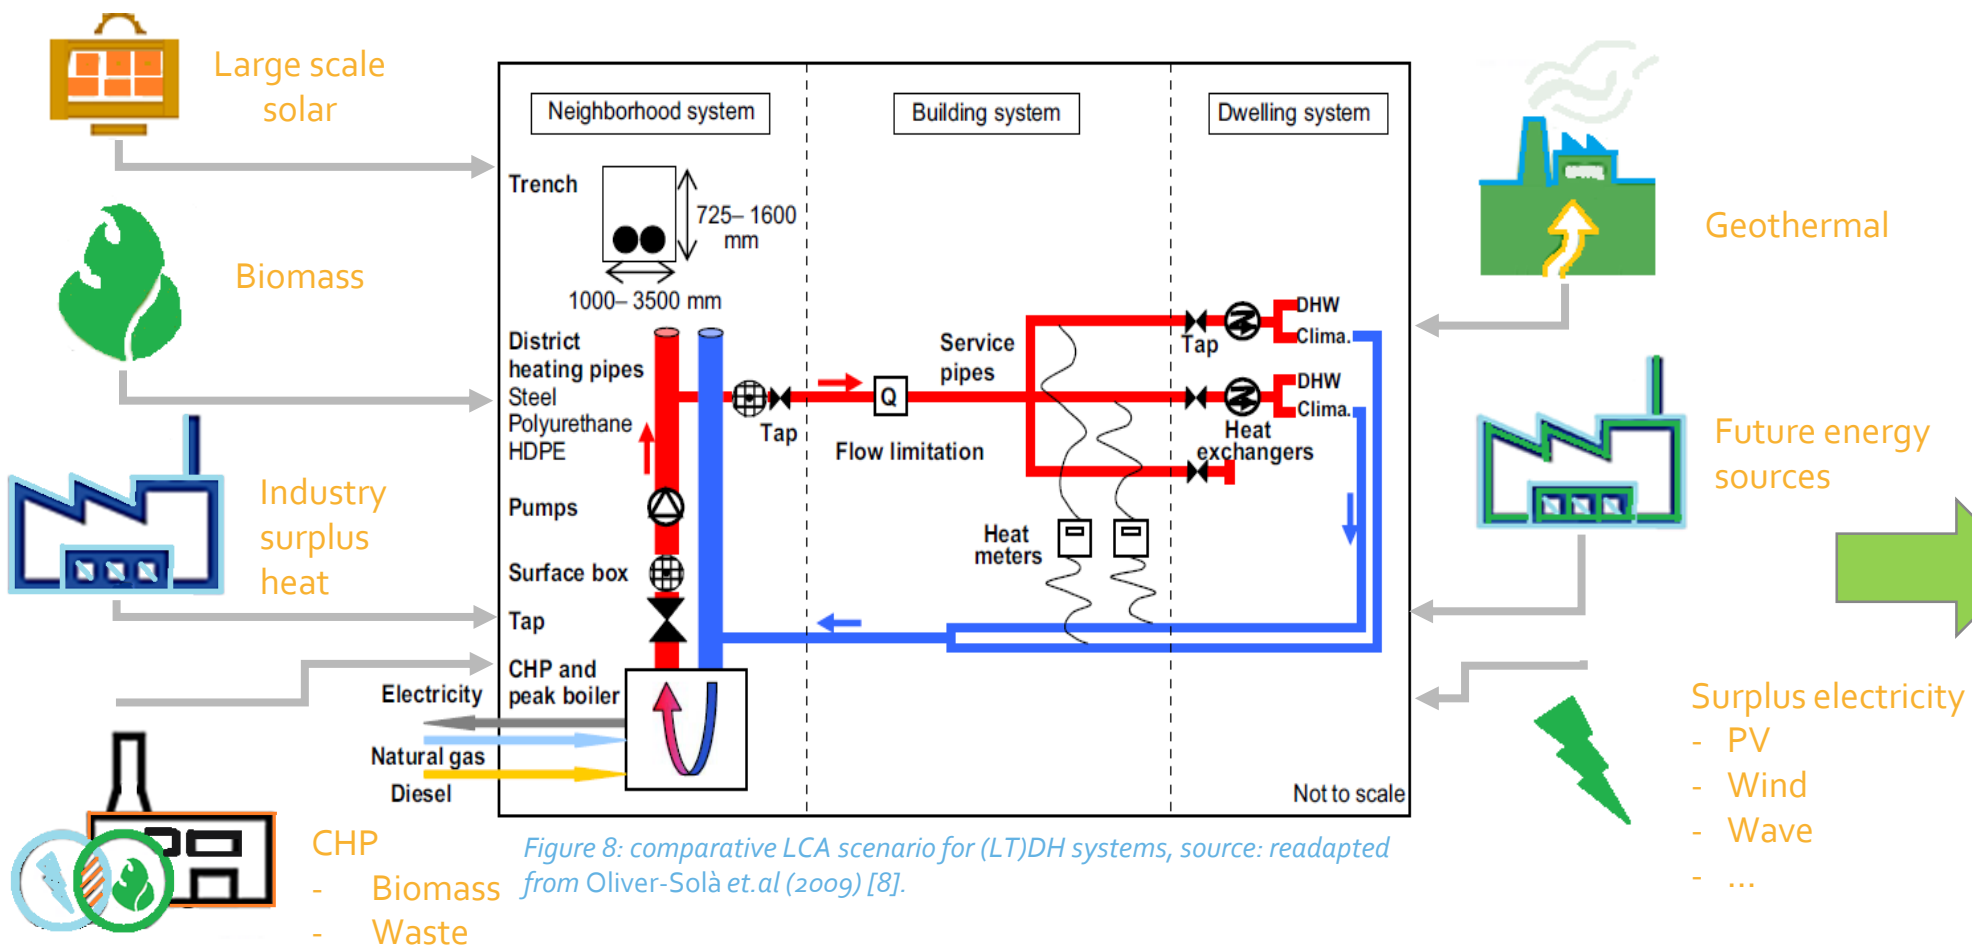 Large scale
solar
Biomass
Industry
surplus
heat
CHP
- Biomass
- Waste
Neighborhood system
Building system
Dwelling system
Trench
725– 1600
mm
1000– 3500 mm
District
heating pipes
Steel
Polyurethane
HDPE
Pumps
Surface box
Tap
CHP and
peak boiler
Electricity
Natural gas
Diesel
Tap
Q
Flow limitation
Service
pipes
Heat
meters
Tap
DHW
Clima.
DHW
Clima.
Heat
exchangers
Not to scale
Geothermal
Future energy
sources
Surplus electricity
- PV
- Wind
- Wave
- ...
Figure 8: comparative LCA scenario for (LT)DH systems, source: readapted
from Oliver-Solà et.al (2009) [8].